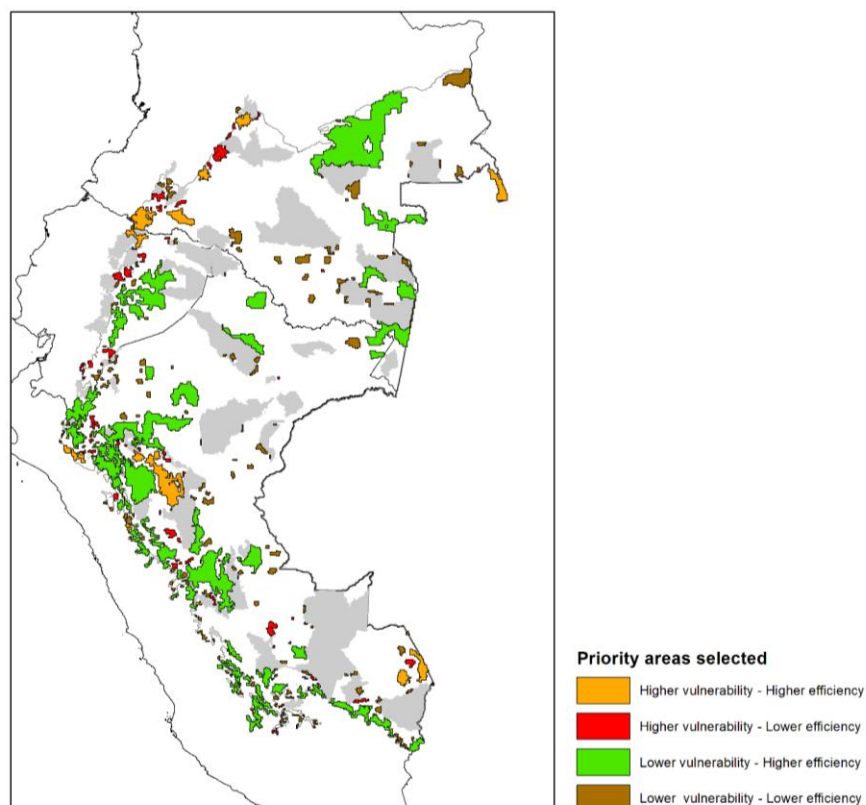 Priority areas selected
Higher vulnerability - Higher efficiency
Higher vulnerability - Lower efficiency
Lower vulnerability - Higher efficiency
Lower  vulnerability - Lower efficiency